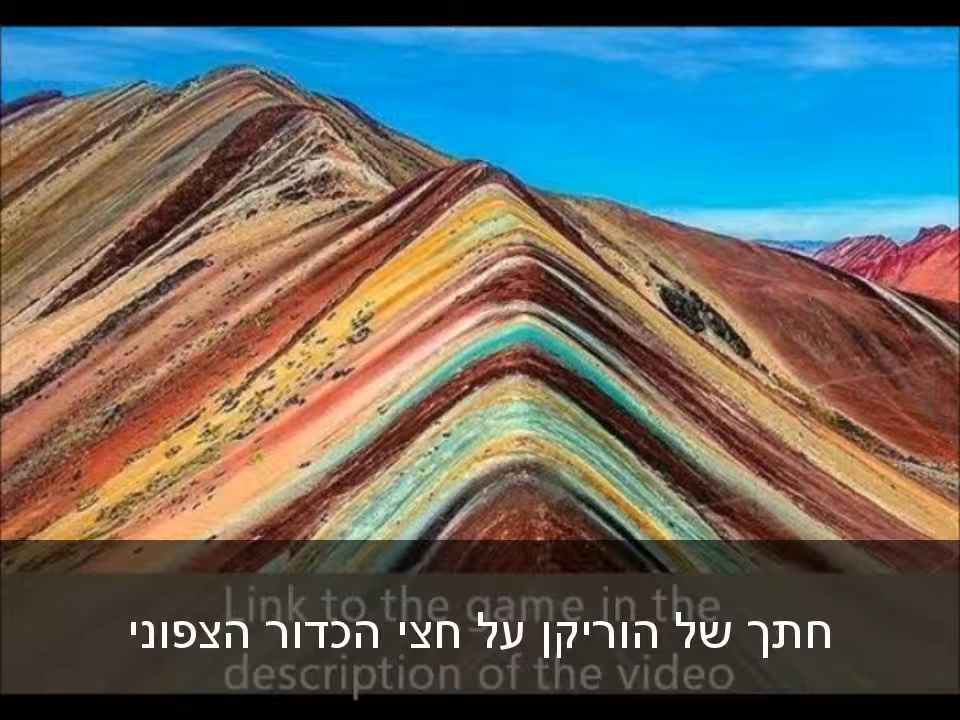 Link to the game in the
חתך של הוריקן על חצי הכדור הצפוני
description of the video